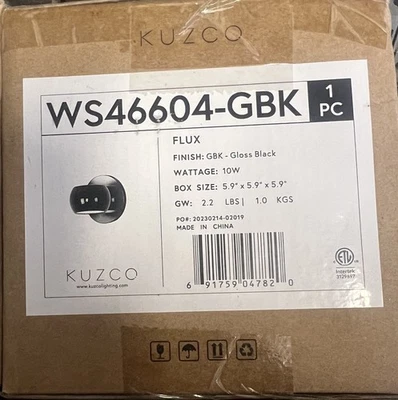 KUZCO
WS46604-GBK
1
PC
FLUX
FINISH: GBK - Gloss Black
WATTAGE: 10W
BOX SIZE: 5.9" x 5.9" x 5.9"
GW: 2.2 LBS | 1.0 KGS
PO#: 20230214-02019
MADE IN CHINA
KUZCO
www.kuzcolighting.com
6 91759 04782 0
ETL
Intertek